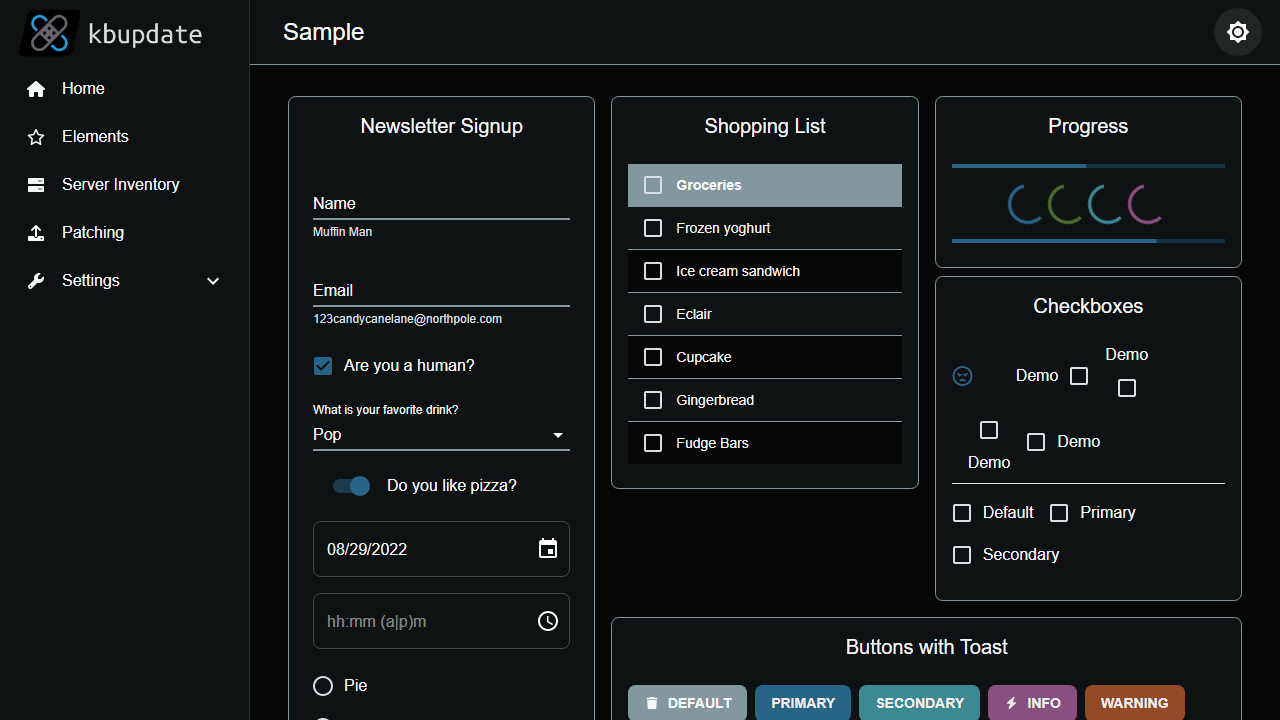 kbupdate
Home
Elements
Server Inventory
Patching
Settings
Sample
Newsletter Signup
Name
Muffin Man
Email
123candycanelane@northpole.com
Are you a human?
What is your favorite drink?
Pop
Do you like pizza?
08/29/2022
hh:mm (a|p)m
Pie
Shopping List
Groceries
Frozen yoghurt
Ice cream sandwich
Eclair
Cupcake
Gingerbread
Fudge Bars
Progress
Checkboxes
Demo
Demo
Demo
Demo
Default Primary
Secondary
Buttons with Toast
DEFAULT PRIMARY SECONDARY INFO WARNING